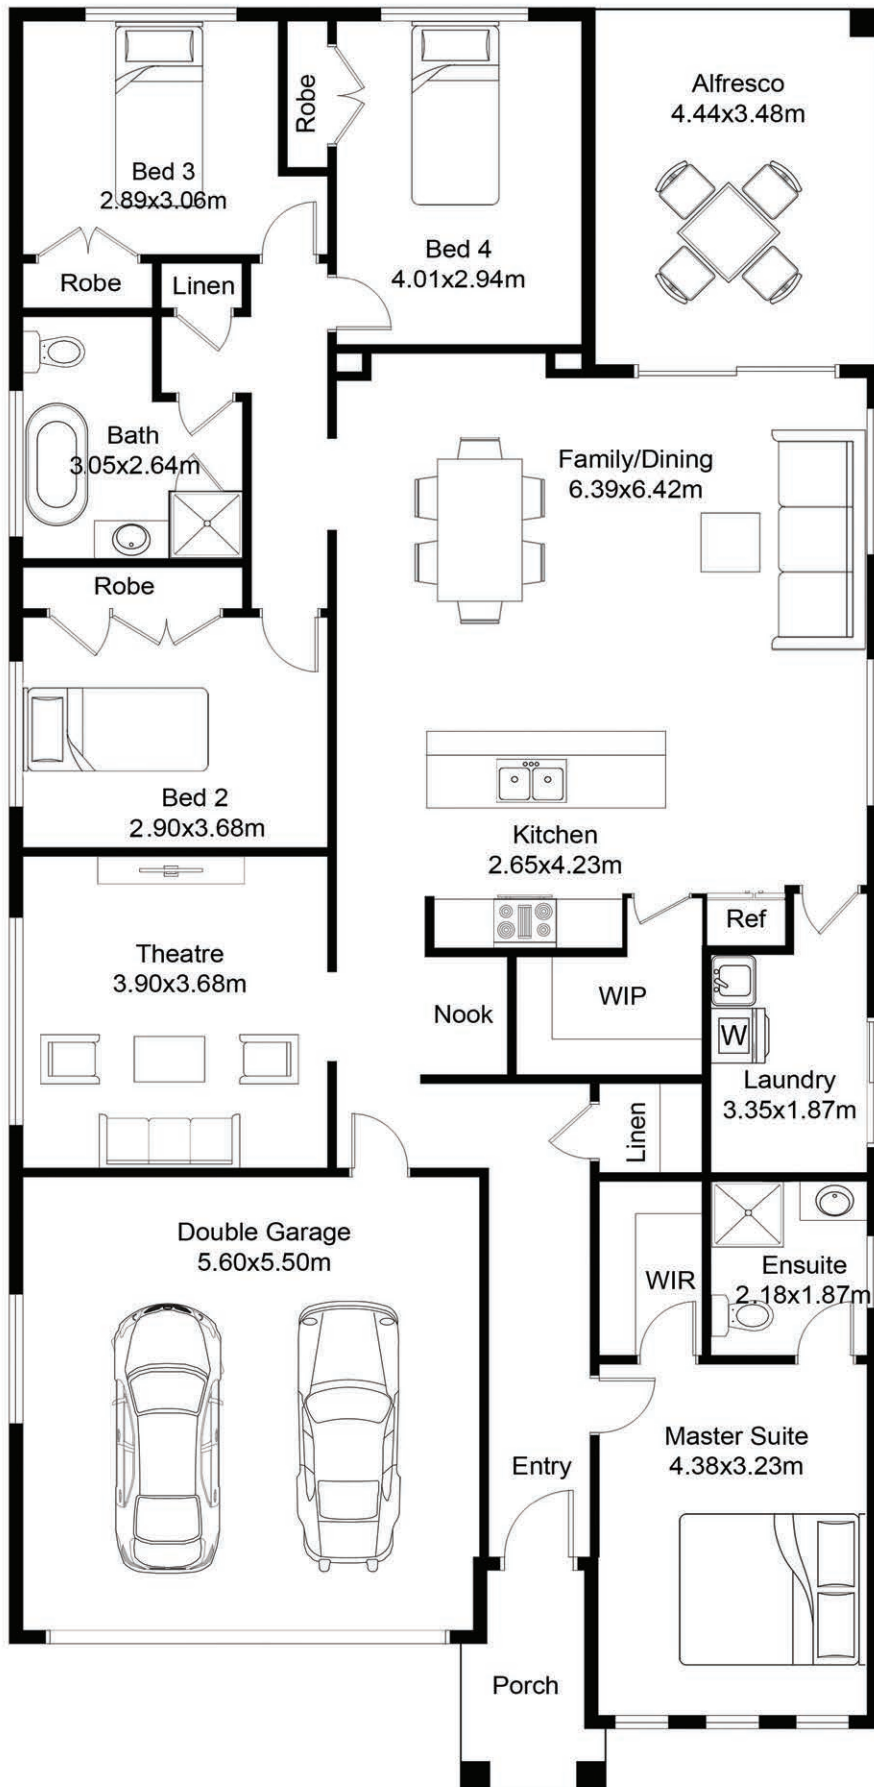 Alfresco
4.44x3.48m
Robe
Bed 3
2.89x3.06m
Bed 4
4.01x2.94m
Robe
Linen
Bath
3.05x2.64m
Family/Dining
6.39x6.42m
Robe
Bed 2
2.90x3.68m
Kitchen
2.65x4.23m
Ref
Theatre
3.90x3.68m
WIP
Nook
W
Laundry
3.35x1.87m
Linen
Double Garage
5.60x5.50m
WIR
Ensuite
2.18x1.87m
Entry
Master Suite
4.38x3.23m
Porch